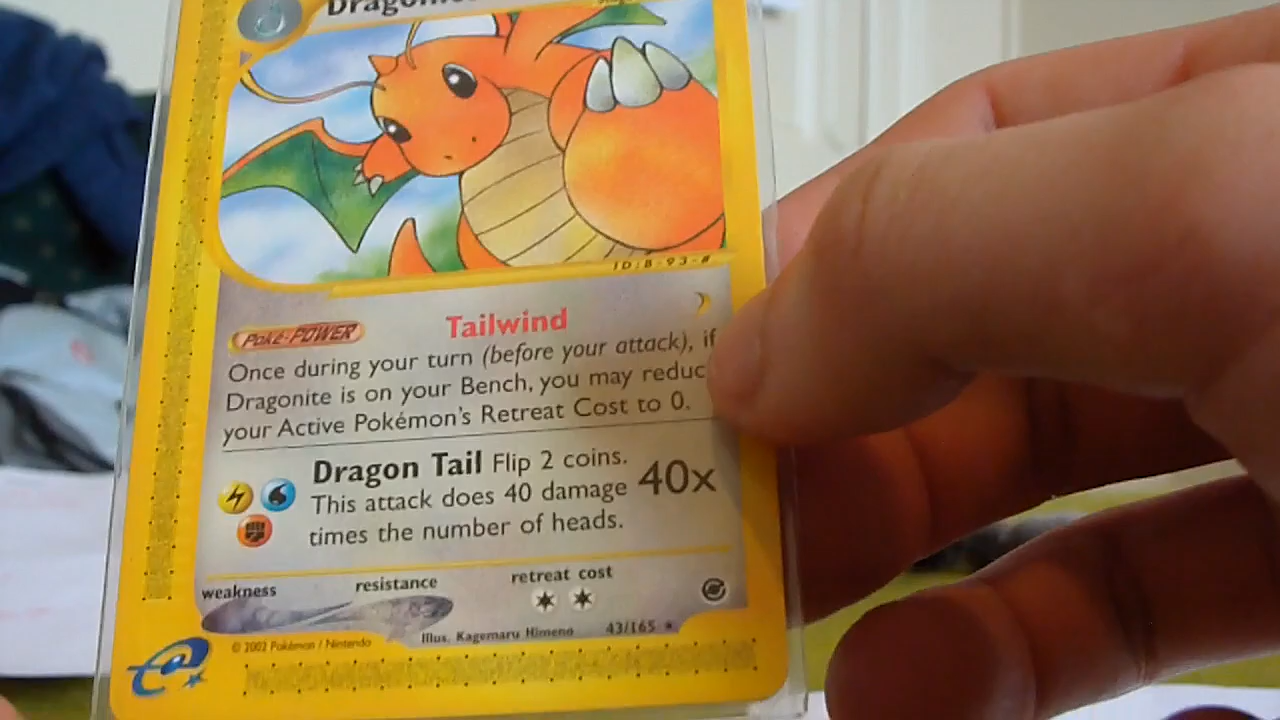 Dragonite
ID:B-93-#
Poké-POWER Tailwind
Once during your turn (before your attack), if
Dragonite is on your Bench, you may reduc
your Active Pokémon's Retreat Cost to 0.
Dragon Tail Flip 2 coins.
This attack does 40 damage 40x
times the number of heads.
weakness resistance retreat cost
Illus. Kagemaru Himeno 43/165 ★
© 2002 Pokémon / Nintendo
e